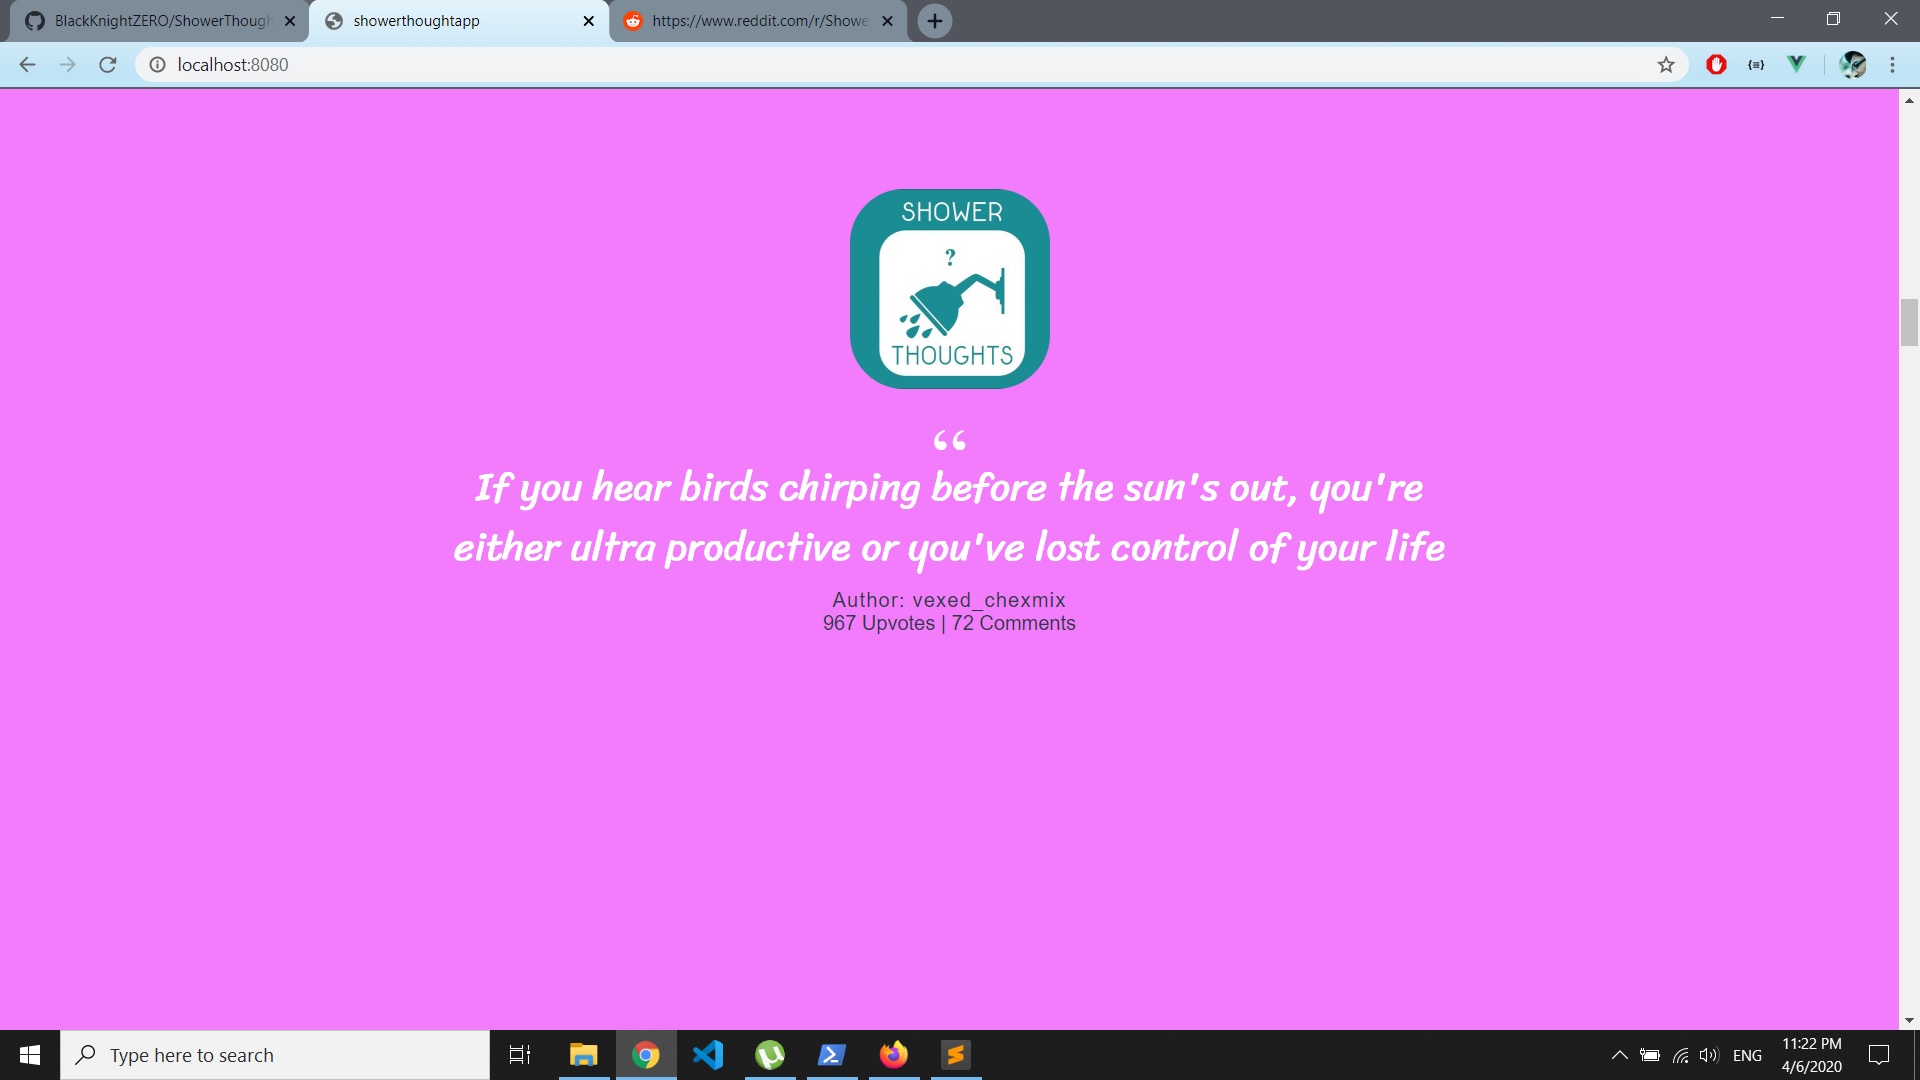 BlackKnightZERO/ShowerThough
showerthoughtapp
https://www.reddit.com/r/Showe
localhost:8080
SHOWER
?
THOUGHTS
“
If you hear birds chirping before the sun's out, you're
either ultra productive or you've lost control of your life
Author: vexed_chexmix
967 Upvotes | 72 Comments
Type here to search
ENG
11:22 PM
4/6/2020